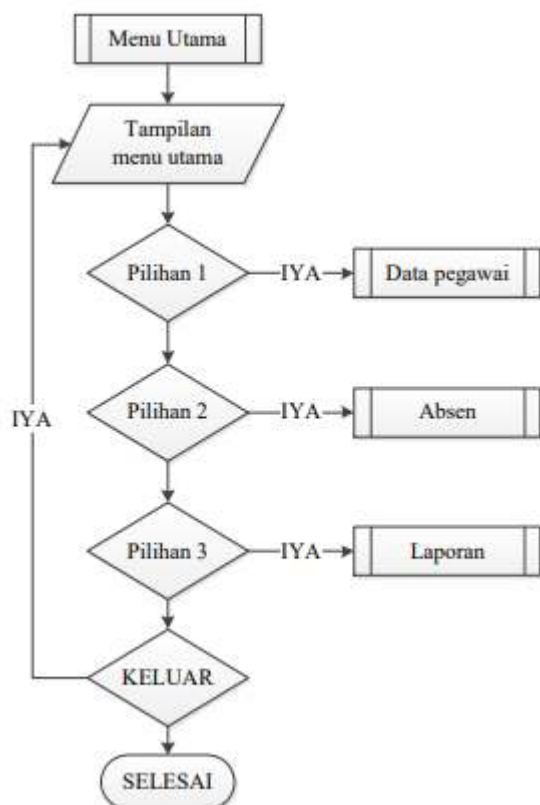 Menu Utama
Tampilan
menu utama
Pilihan 1
IYA
Data pegawai
Pilihan 2
IYA
Absen
IYA
Pilihan 3
IYA
Laporan
KELUAR
SELESAI